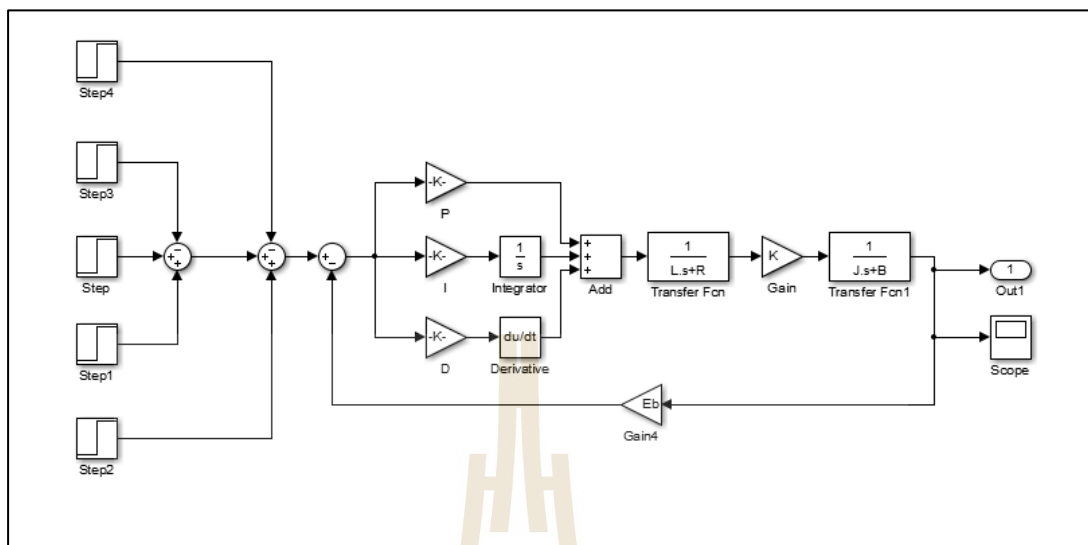 Step4
Step3
Step
Step1
Step2
− +
+
− +
+
+
−
-K-
P
-K-
I
-K-
D
1
s
Integrator
du/dt
Derivative
+
+
+
Add
1
L.s+R
Transfer Fcn
K
Gain
1
J.s+B
Transfer Fcn1
1
Out1
Scope
Eb
Gain4